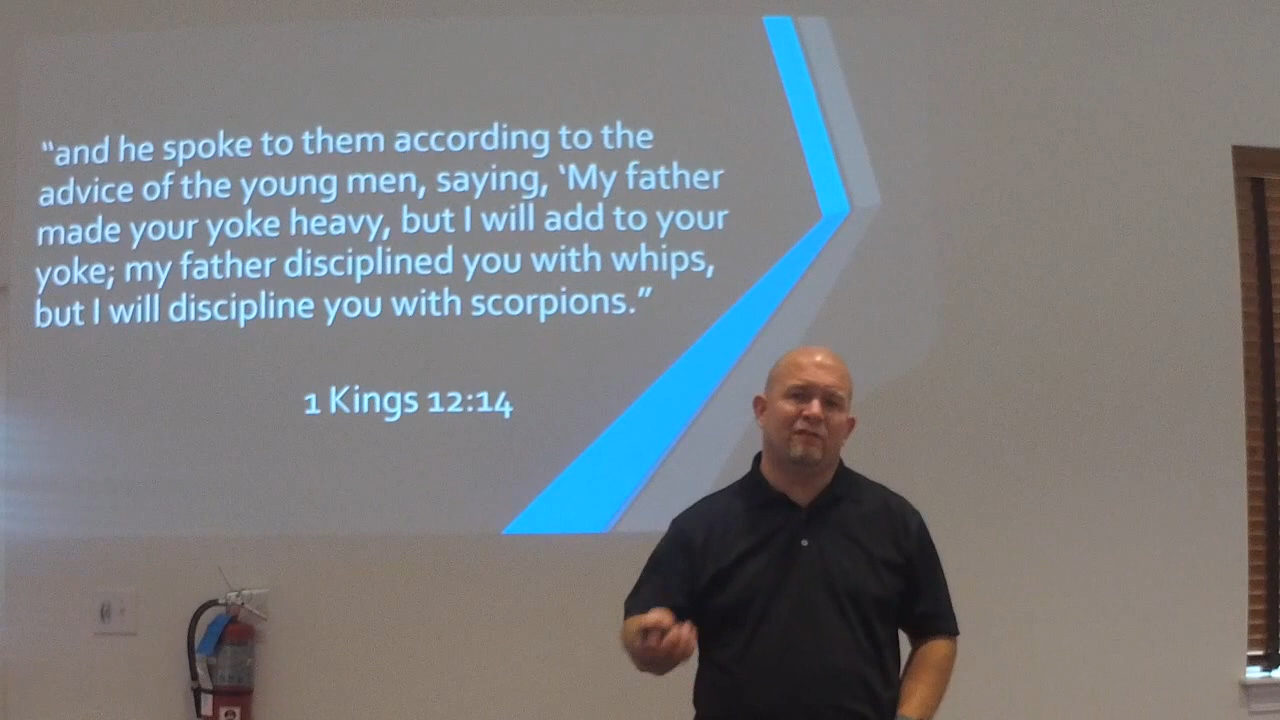 “and he spoke to them according to the
advice of the young men, saying, ‘My father
made your yoke heavy, but I will add to your
yoke; my father disciplined you with whips,
but I will discipline you with scorpions.”
1 Kings 12:14